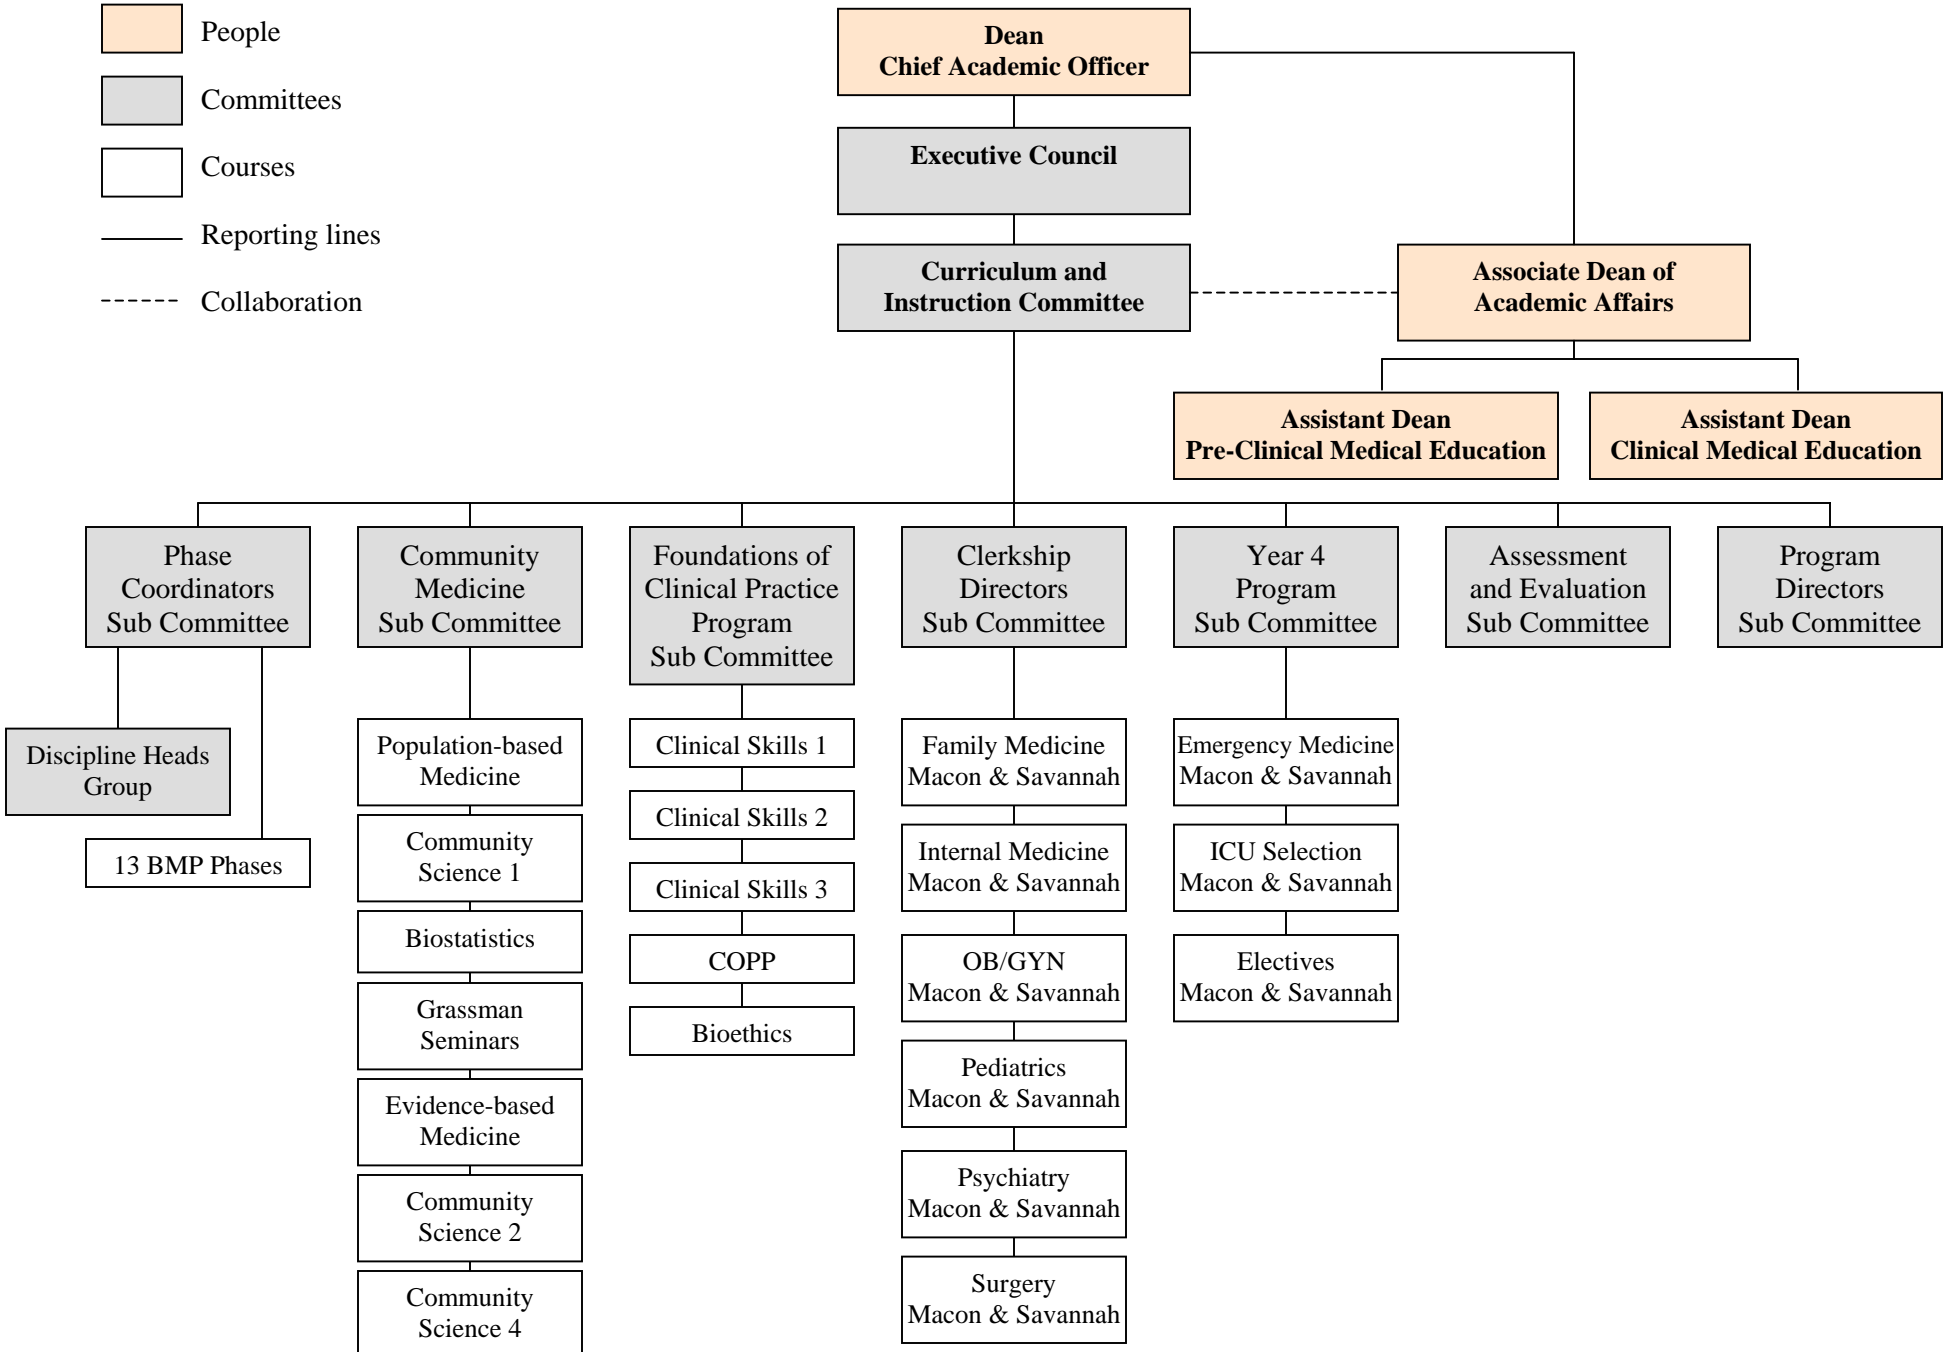 People
Committees
Courses
Reporting lines
Collaboration
Dean
Chief Academic Officer
Executive Council
Curriculum and
Instruction Committee
Associate Dean of
Academic Affairs
Assistant Dean
Pre-Clinical Medical Education
Assistant Dean
Clinical Medical Education
Phase
Coordinators
Sub Committee
Community
Medicine
Sub Committee
Foundations of
Clinical Practice
Program
Sub Committee
Clerkship
Directors
Sub Committee
Year 4
Program
Sub Committee
Assessment
and Evaluation
Sub Committee
Program
Directors
Sub Committee
Discipline Heads
Group
13 BMP Phases
Population-based
Medicine
Community
Science 1
Biostatistics
Grassman
Seminars
Evidence-based
Medicine
Community
Science 2
Community
Science 4
Clinical Skills 1
Clinical Skills 2
Clinical Skills 3
COPP
Bioethics
Family Medicine
Macon & Savannah
Internal Medicine
Macon & Savannah
OB/GYN
Macon & Savannah
Pediatrics
Macon & Savannah
Psychiatry
Macon & Savannah
Surgery
Macon & Savannah
Emergency Medicine
Macon & Savannah
ICU Selection
Macon & Savannah
Electives
Macon & Savannah